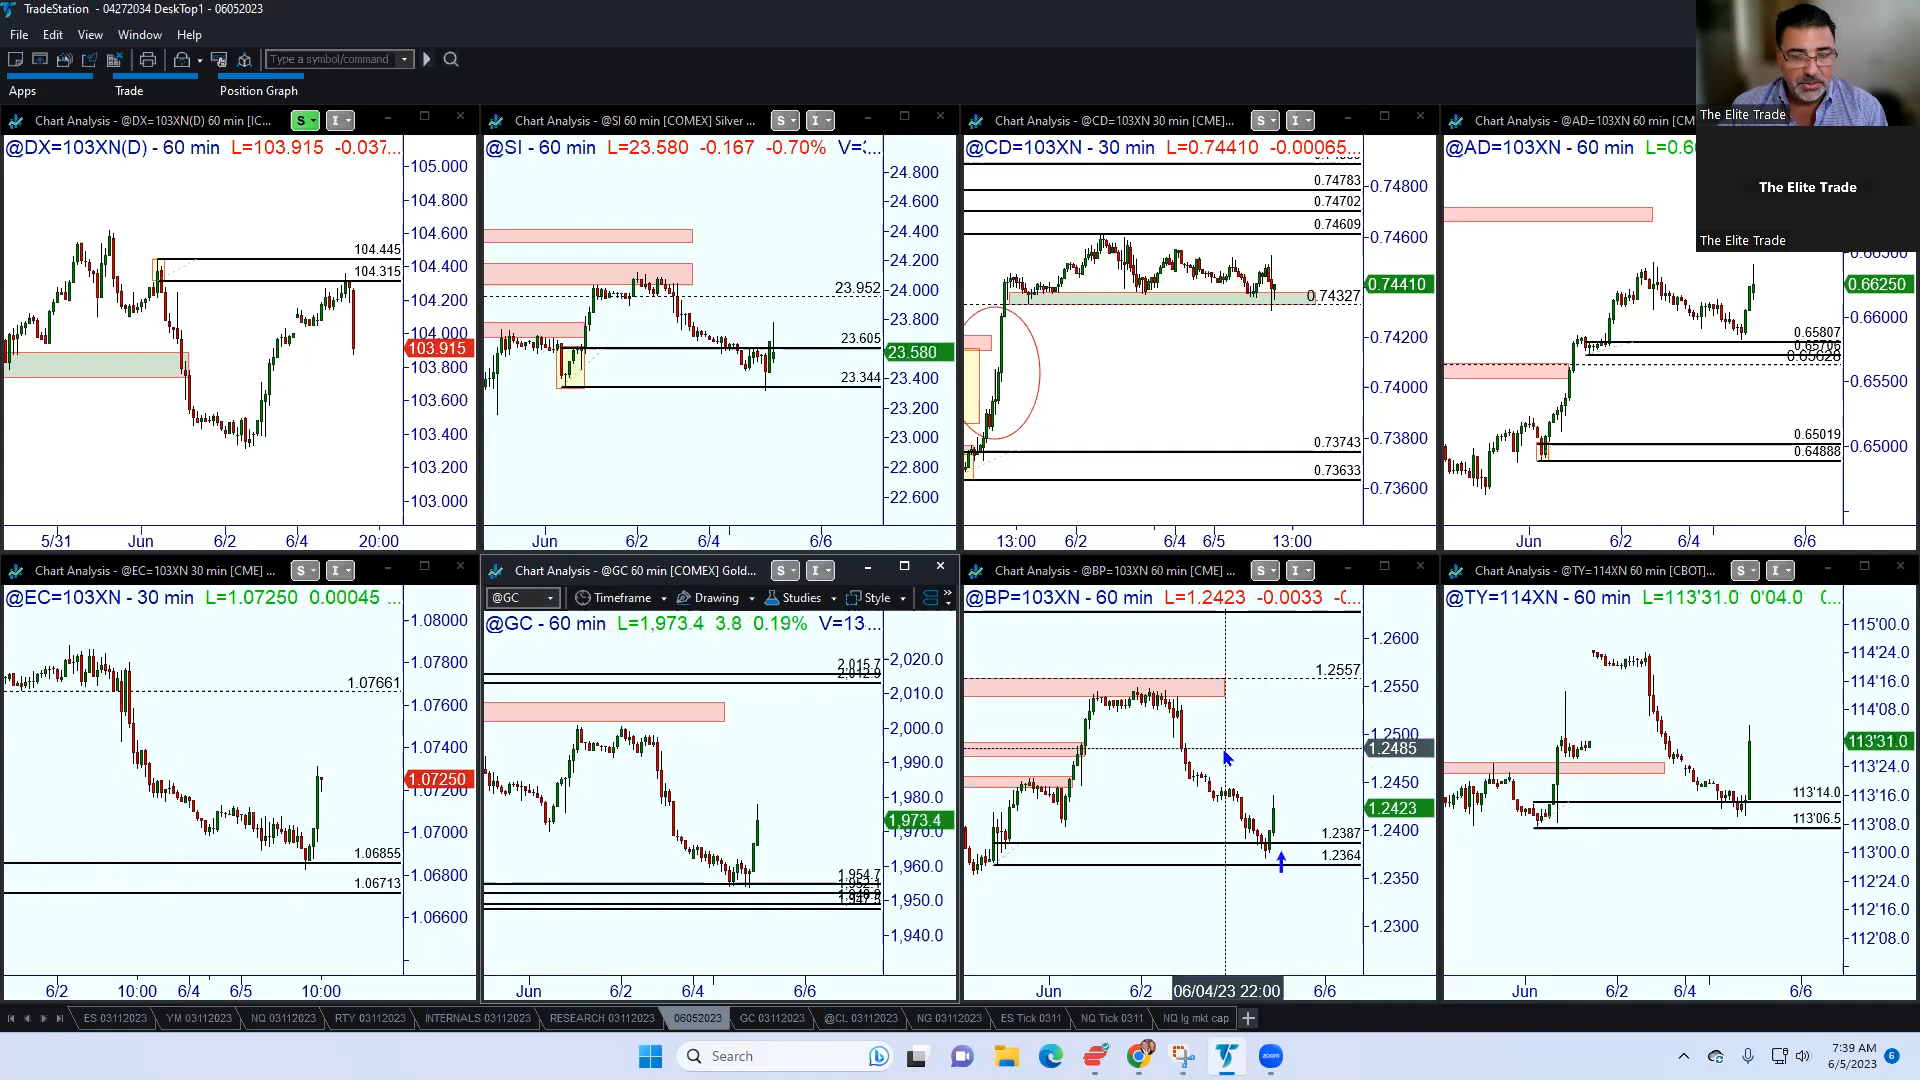 TradeStation - 04272034 DeskTop1 - 06052023
File Edit View Window Help
Type a symbol/command
Apps Trade Position Graph
The Elite Trade
The Elite Trade
The Elite Trade
Chart Analysis - @DX=103XN(D) 60 min [IC... S I
@DX=103XN(D) - 60 min L=103.915 -0.037...
105.000
104.800
104.600
104.445
104.400
104.315
104.200
104.000
103.915
103.800
103.600
103.400
103.200
103.000
5/31 Jun 6/2 6/4 20:00
Chart Analysis - @SI 60 min [COMEX] Silver ... S I
@SI - 60 min L=23.580 -0.167 -0.70% V=...
24.800
24.600
24.400
24.200
23.952
24.000
23.800
23.605
23.580
23.344
23.400
23.200
23.000
22.800
22.600
Jun 6/2 6/4 6/6
Chart Analysis - @CD=103XN 30 min [CME]... S I
@CD=103XN - 30 min L=0.74410 -0.00065...
0.74783
0.74800
0.74702
0.74609
0.74600
0.74410
0.74327
0.74200
0.74000
0.73743
0.73800
0.73633
0.73600
13:00 6/2 6/4 6/5 13:00
Chart Analysis - @AD=103XN 60 min [CM
@AD=103XN - 60 min
0.66250
0.66000
0.65807
0.65706
0.65628
0.65500
0.65019
0.65000
0.64888
Jun 6/2 6/4 6/6
Chart Analysis - @EC=103XN 30 min [CME] ... S I
@EC=103XN - 30 min L=1.07250 0.00045 ...
1.08000
1.07800
1.07661
1.07600
1.07400
1.07250
1.07200
1.07000
1.06855
1.06800
1.06713
1.06600
6/2 10:00 6/4 6/5 10:00
Chart Analysis - @GC 60 min [COMEX] Gold... S I
@GC Timeframe Drawing Studies Style
@GC - 60 min L=1,973.4 3.8 0.19% V=13...
2,015.7
2,012.9
2,020.0
2,010.0
2,000.0
1,990.0
1,980.0
1,973.4
1,970.0
1,960.0
1,954.7
1,947.5
1,950.0
1,940.0
Jun 6/2 6/4 6/6
Chart Analysis - @BP=103XN 60 min [CME] ... S I
@BP=103XN - 60 min L=1.2423 -0.0033 -0...
1.2600
1.2557
1.2550
1.2500
1.2485
1.2450
1.2423
1.2400
1.2387
1.2364
1.2350
1.2300
Jun 6/2 06/04/23 22:00 6/6
Chart Analysis - @TY=114XN 60 min [CBOT]... S I
@TY=114XN - 60 min L=113'31.0 0'04.0 0...
115'00.0
114'24.0
114'16.0
114'08.0
113'31.0
113'24.0
113'14.0
113'16.0
113'06.5
113'08.0
113'00.0
112'24.0
112'16.0
112'08.0
Jun 6/2 6/4 6/6
ES 03112023 YM 03112023 NQ 03112023 RTY 03112023 INTERNALS 03112023 RESEARCH 03112023 06052023 GC 03112023 @CL 03112023 NG 03112023 ES Tick 0311 NQ Tick 0311 NQ lg mkt cap
Search
zoom
7:39 AM
6/5/2023
6